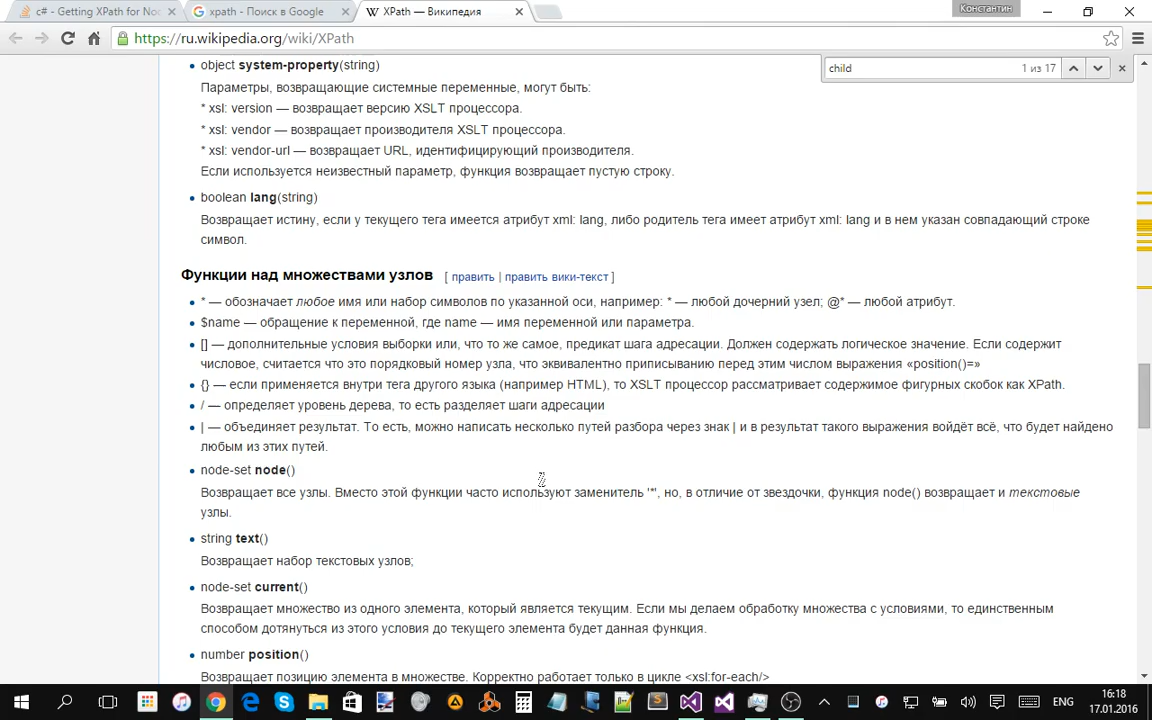 c# - Getting XPath for Nod
xpath - Поиск в Google
XPath — Википедия
Константин
https://ru.wikipedia.org/wiki/XPath
child
1 из 17
object system-property(string)
Параметры, возвращающие системные переменные, могут быть:
* xsl: version — возвращает версию XSLT процессора.
* xsl: vendor — возвращает производителя XSLT процессора.
* xsl: vendor-url — возвращает URL, идентифицирующий производителя.
Если используется неизвестный параметр, функция возвращает пустую строку.
boolean lang(string)
Возвращает истину, если у текущего тега имеется атрибут xml: lang, либо родитель тега имеет атрибут xml: lang и в нем указан совпадающий строке
символ.
Функции над множествами узлов [ править | править вики-текст ]
* — обозначает любое имя или набор символов по указанной оси, например: * — любой дочерний узел; @* — любой атрибут.
$name — обращение к переменной, где name — имя переменной или параметра.
[] — дополнительные условия выборки или, что то же самое, предикат шага адресации. Должен содержать логическое значение. Если содержит
числовое, считается что это порядковый номер узла, что эквивалентно приписыванию перед этим числом выражения «position()=»
{} — если применяется внутри тега другого языка (например HTML), то XSLT процессор рассматривает содержимое фигурных скобок как XPath.
/ — определяет уровень дерева, то есть разделяет шаги адресации
| — объединяет результат. То есть, можно написать несколько путей разбора через знак | и в результат такого выражения войдёт всё, что будет найдено
любым из этих путей.
node-set node()
Возвращает все узлы. Вместо этой функции часто используют заменитель '*', но, в отличие от звездочки, функция node() возвращает и текстовые
узлы.
string text()
Возвращает набор текстовых узлов;
node-set current()
Возвращает множество из одного элемента, который является текущим. Если мы делаем обработку множества с условиями, то единственным
способом дотянуться из этого условия до текущего элемента будет данная функция.
number position()
Возвращает позицию элемента в множестве. Корректно работает только в цикле <xsl:for-each/>
ENG
16:18
17.01.2016